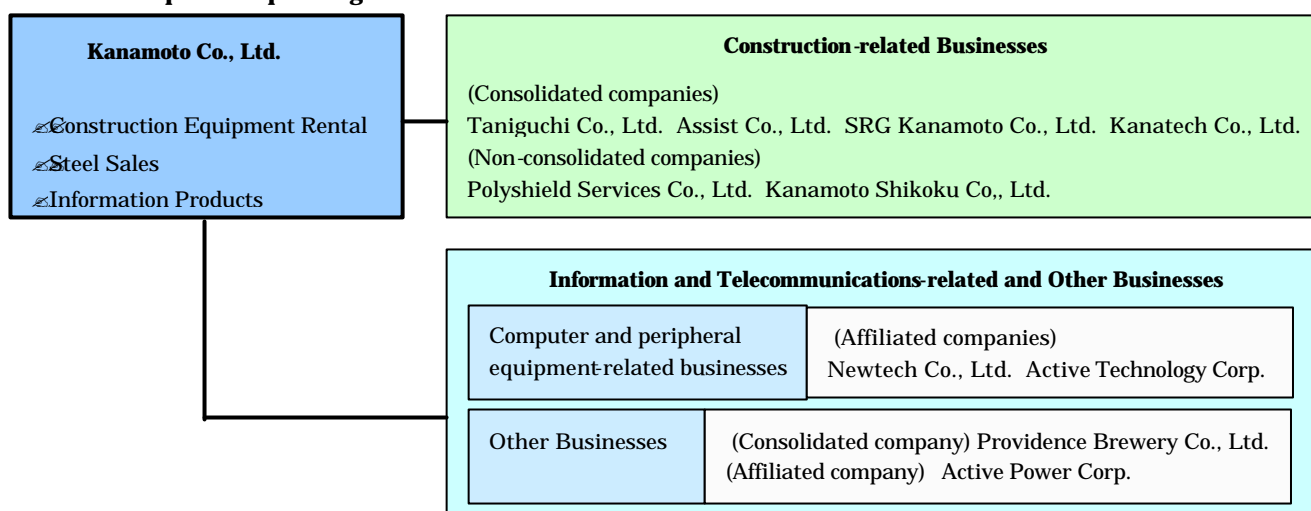 Kanamoto Co., Ltd.
Construction Equipment Rental
Steel Sales
Information Products
Construction-related Businesses
(Consolidated companies)
Taniguchi Co., Ltd. Assist Co., Ltd. SRG Kanamoto Co., Ltd. Kanatech Co., Ltd.
(Non-consolidated companies)
Polyshield Services Co., Ltd. Kanamoto Shikoku Co,, Ltd.
Information and Telecommunications-related and Other Businesses
Computer and peripheral
equipment-related businesses
(Affiliated companies)
Newtech Co., Ltd. Active Technology Corp.
Other Businesses
(Consolidated company) Providence Brewery Co., Ltd.
(Affiliated company) Active Power Corp.